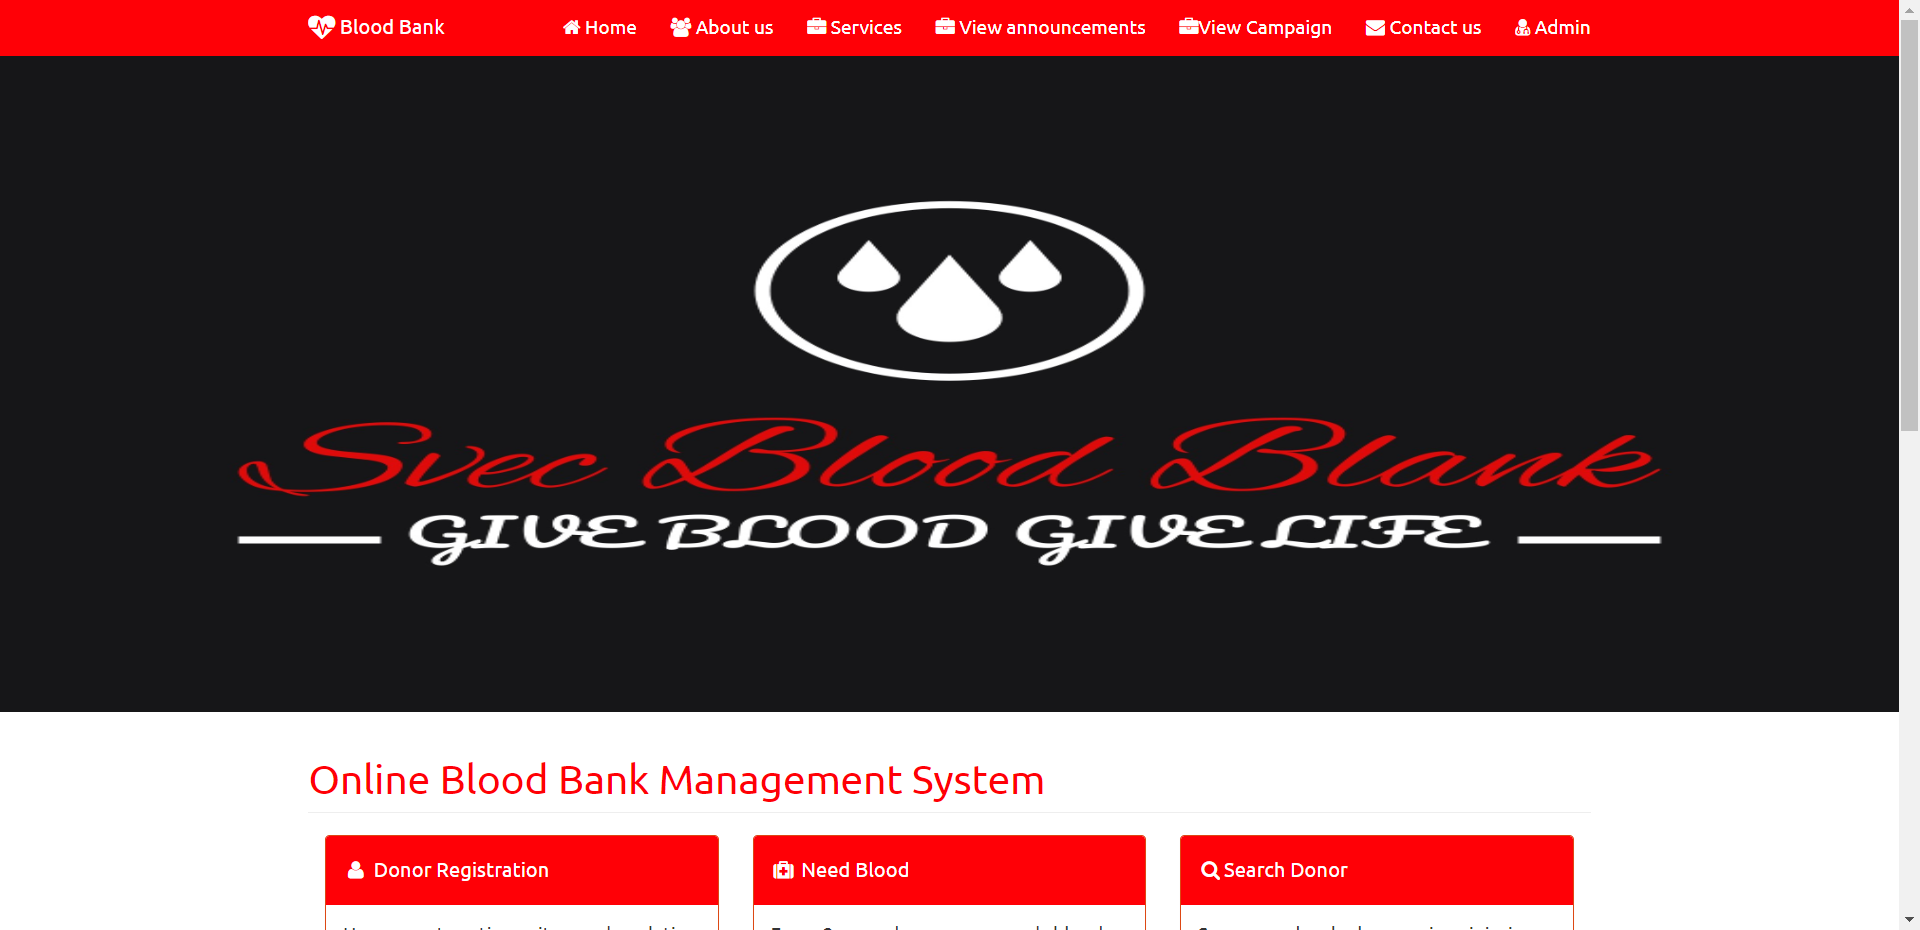 Blood Bank Home About us Services View announcements View Campaign Contact us Admin
Svec Blood Blank
GIVE BLOOD GIVE LIFE
Online Blood Bank Management System
Donor Registration
Need Blood
Search Donor